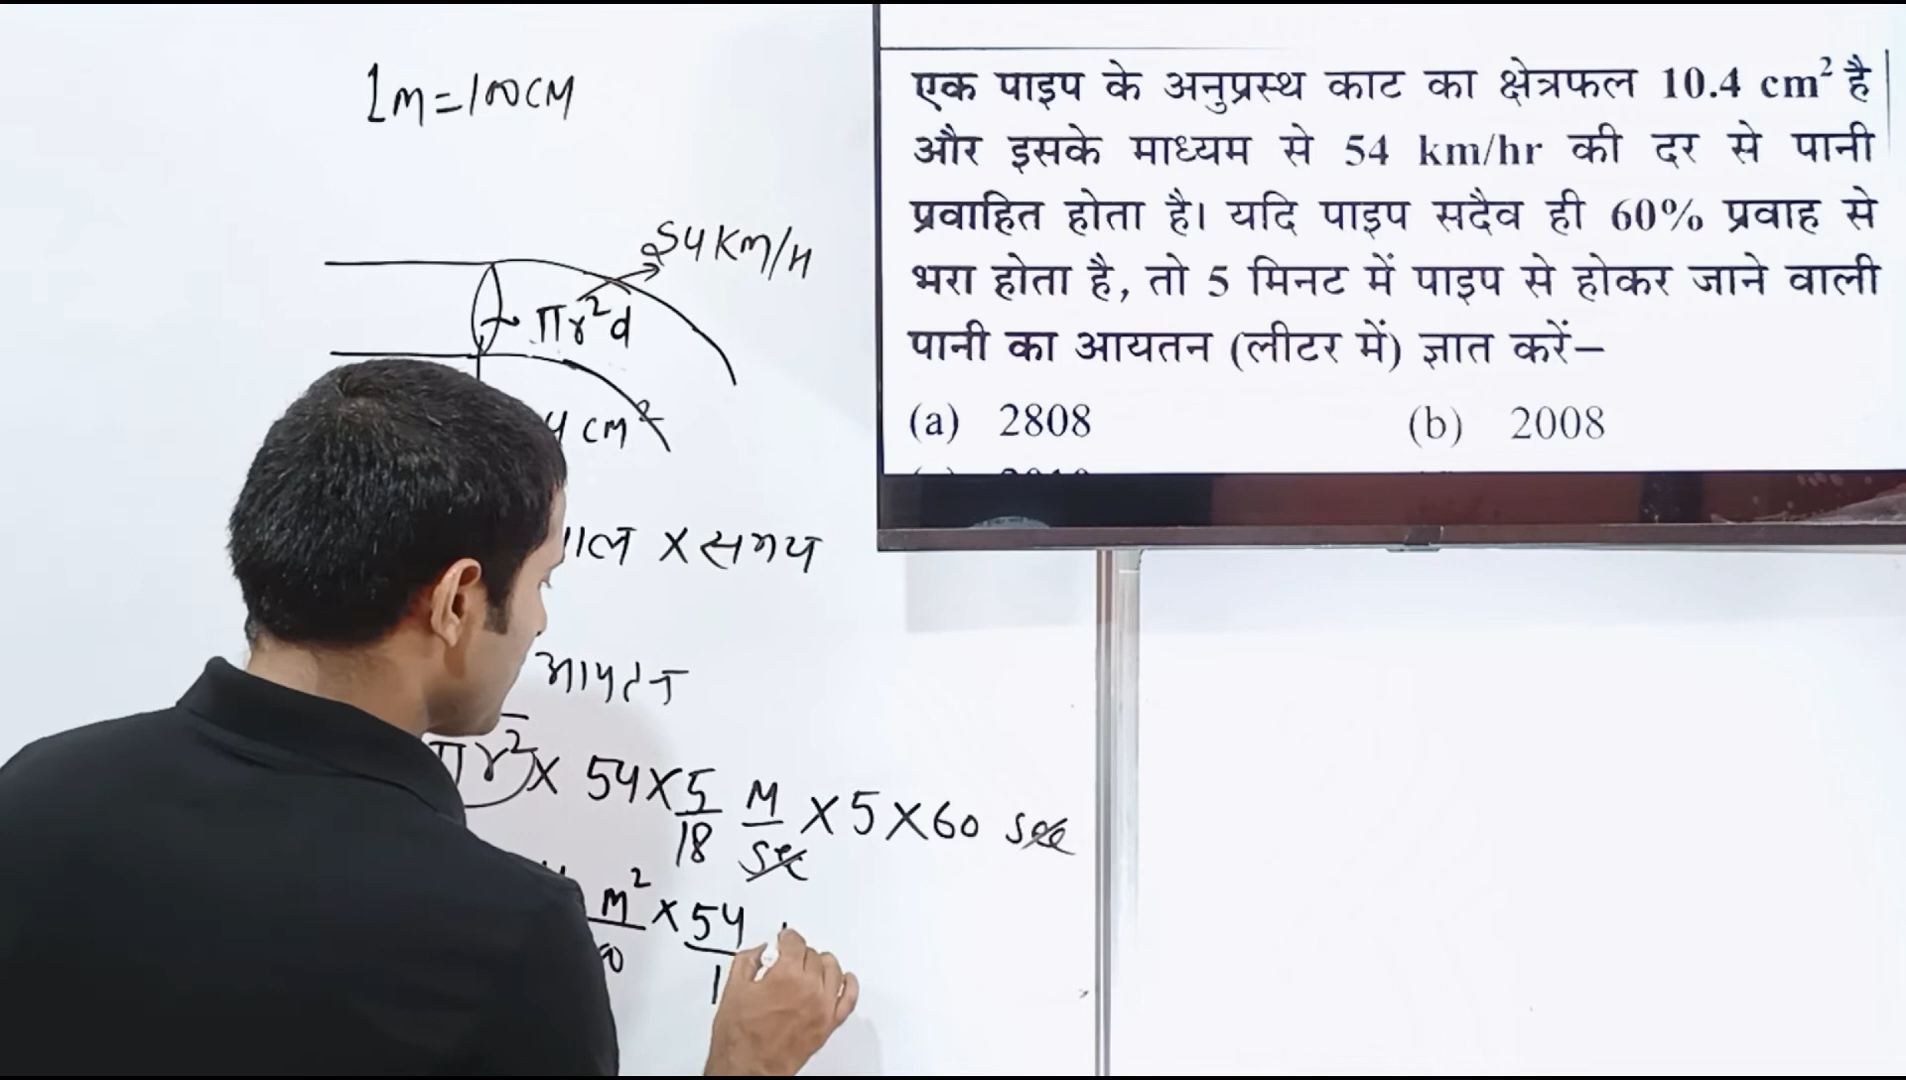 1M=100CM
54KM/H
πr²d
4 cm²
ाल × समय
आयतन
πr² × 54 × 5/18 M/sec × 5 × 60 sec
m² × 54
एक पाइप के अनुप्रस्थ काट का क्षेत्रफल 10.4 cm² है
और इसके माध्यम से 54 km/hr की दर से पानी
प्रवाहित होता है। यदि पाइप सदैव ही 60% प्रवाह से
भरा होता है, तो 5 मिनट में पाइप से होकर जाने वाली
पानी का आयतन (लीटर में) ज्ञात करें–
(a) 2808 (b) 2008